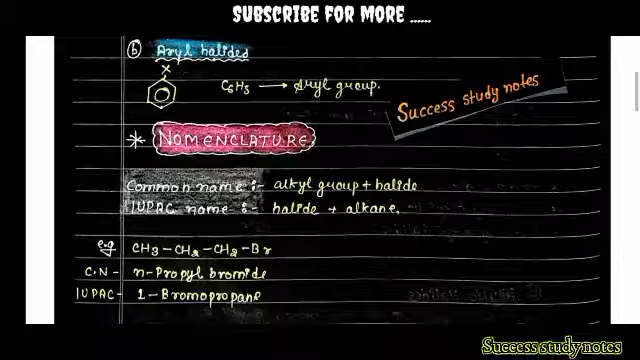 SUBSCRIBE FOR MORE ......
(b) Aryl halides
X
C6H5 → Aryl group.
Success study notes
* NOMENCLATURE
Common name :- alkyl group + halide
IUPAC name :- halide + alkane.
e.g CH3-CH2-CH2-Br
C.N- n-Propyl bromide
IUPAC- 1-Bromopropane
Success study notes